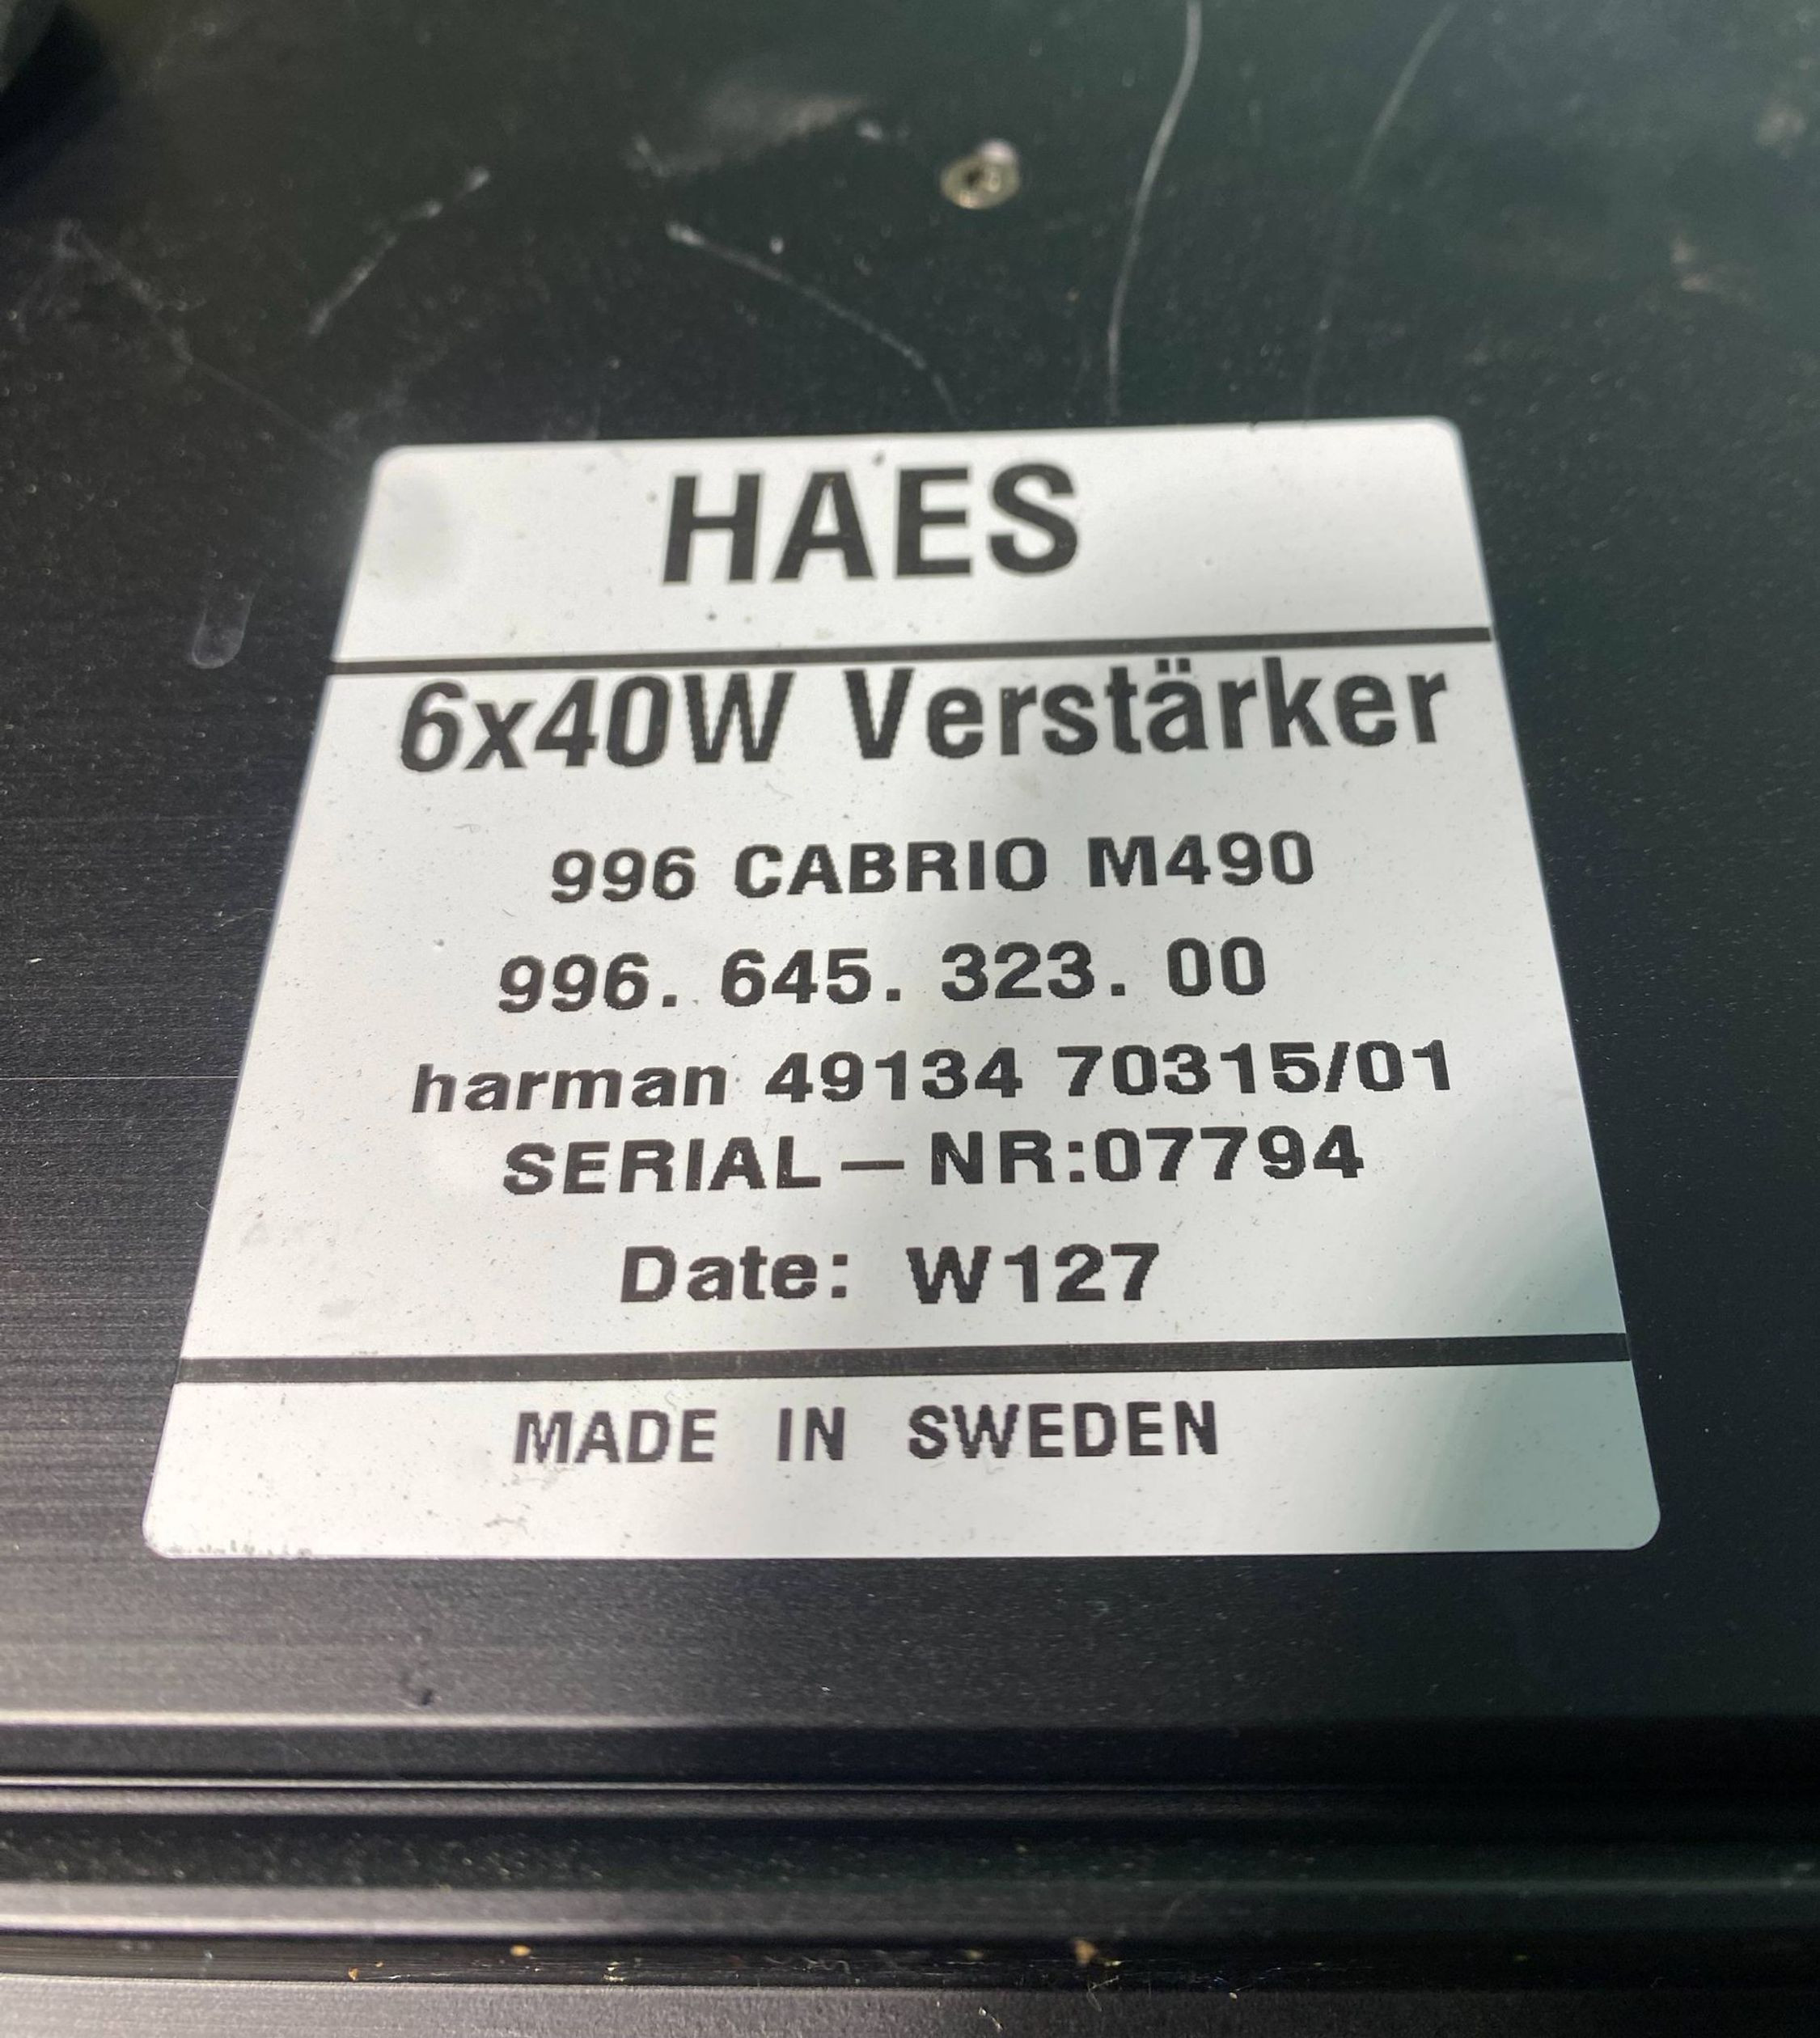 HAES
6x40W Verstärker
996 CABRIO M490
996. 645. 323. 00
harman 49134 70315/01
SERIAL-NR:07794
Date: W127
MADE IN SWEDEN